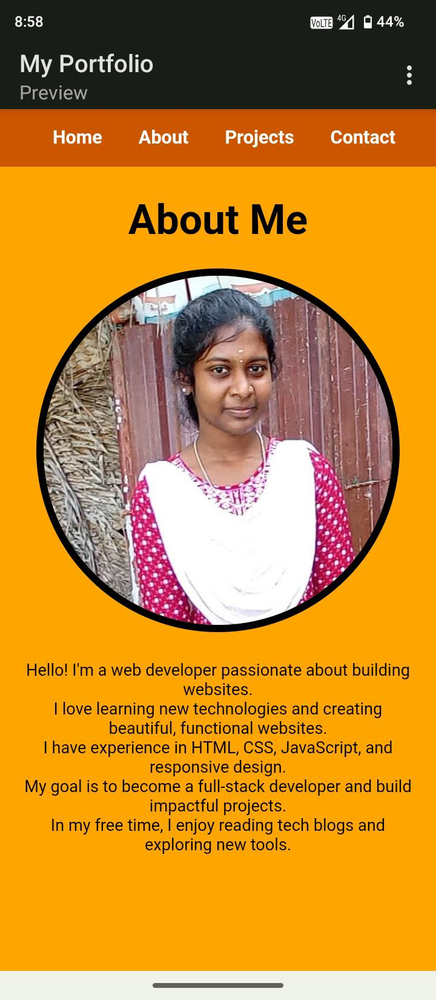 8:58
VoLTE 4G 44%
My Portfolio
Preview
Home About Projects Contact
About Me
Hello! I'm a web developer passionate about building
websites.
I love learning new technologies and creating
beautiful, functional websites.
I have experience in HTML, CSS, JavaScript, and
responsive design.
My goal is to become a full-stack developer and build
impactful projects.
In my free time, I enjoy reading tech blogs and
exploring new tools.